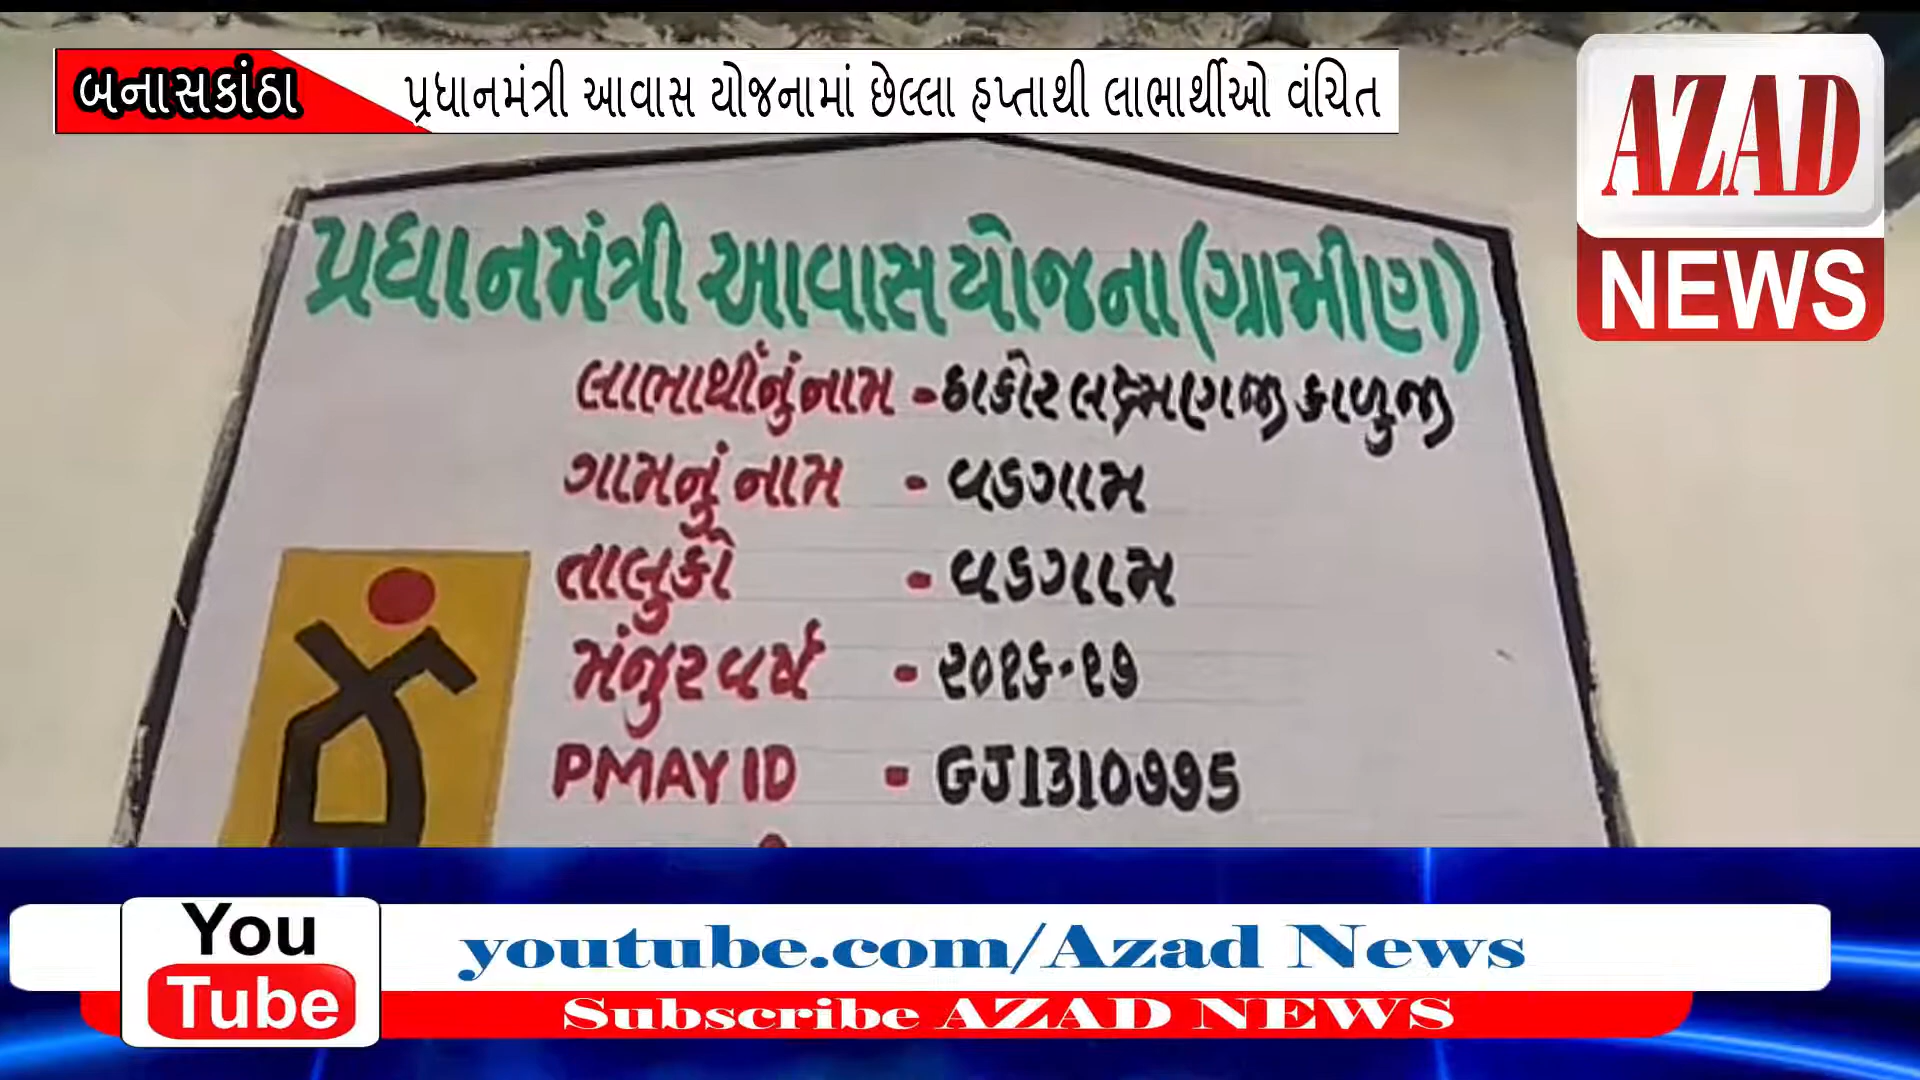 બનાસકાંઠા
પ્રધાનમંત્રી આવાસ યોજનામાં છેલ્લા હપ્તાથી લાભાર્થીઓ વંચિત
AZAD
NEWS
પ્રધાનમંત્રી આવાસ યોજના (ગ્રામીણ)
લાભાર્થીનું નામ - ઠાકોર લક્ષ્મણજી કાળુજી
ગામનું નામ - વડગામ
તાલુકો - વડગામ
મંજુર વર્ષ - ૨૦૧૬-૧૭
PMAY ID - GJ1310995
You
Tube
youtube.com/Azad News
Subscribe AZAD NEWS